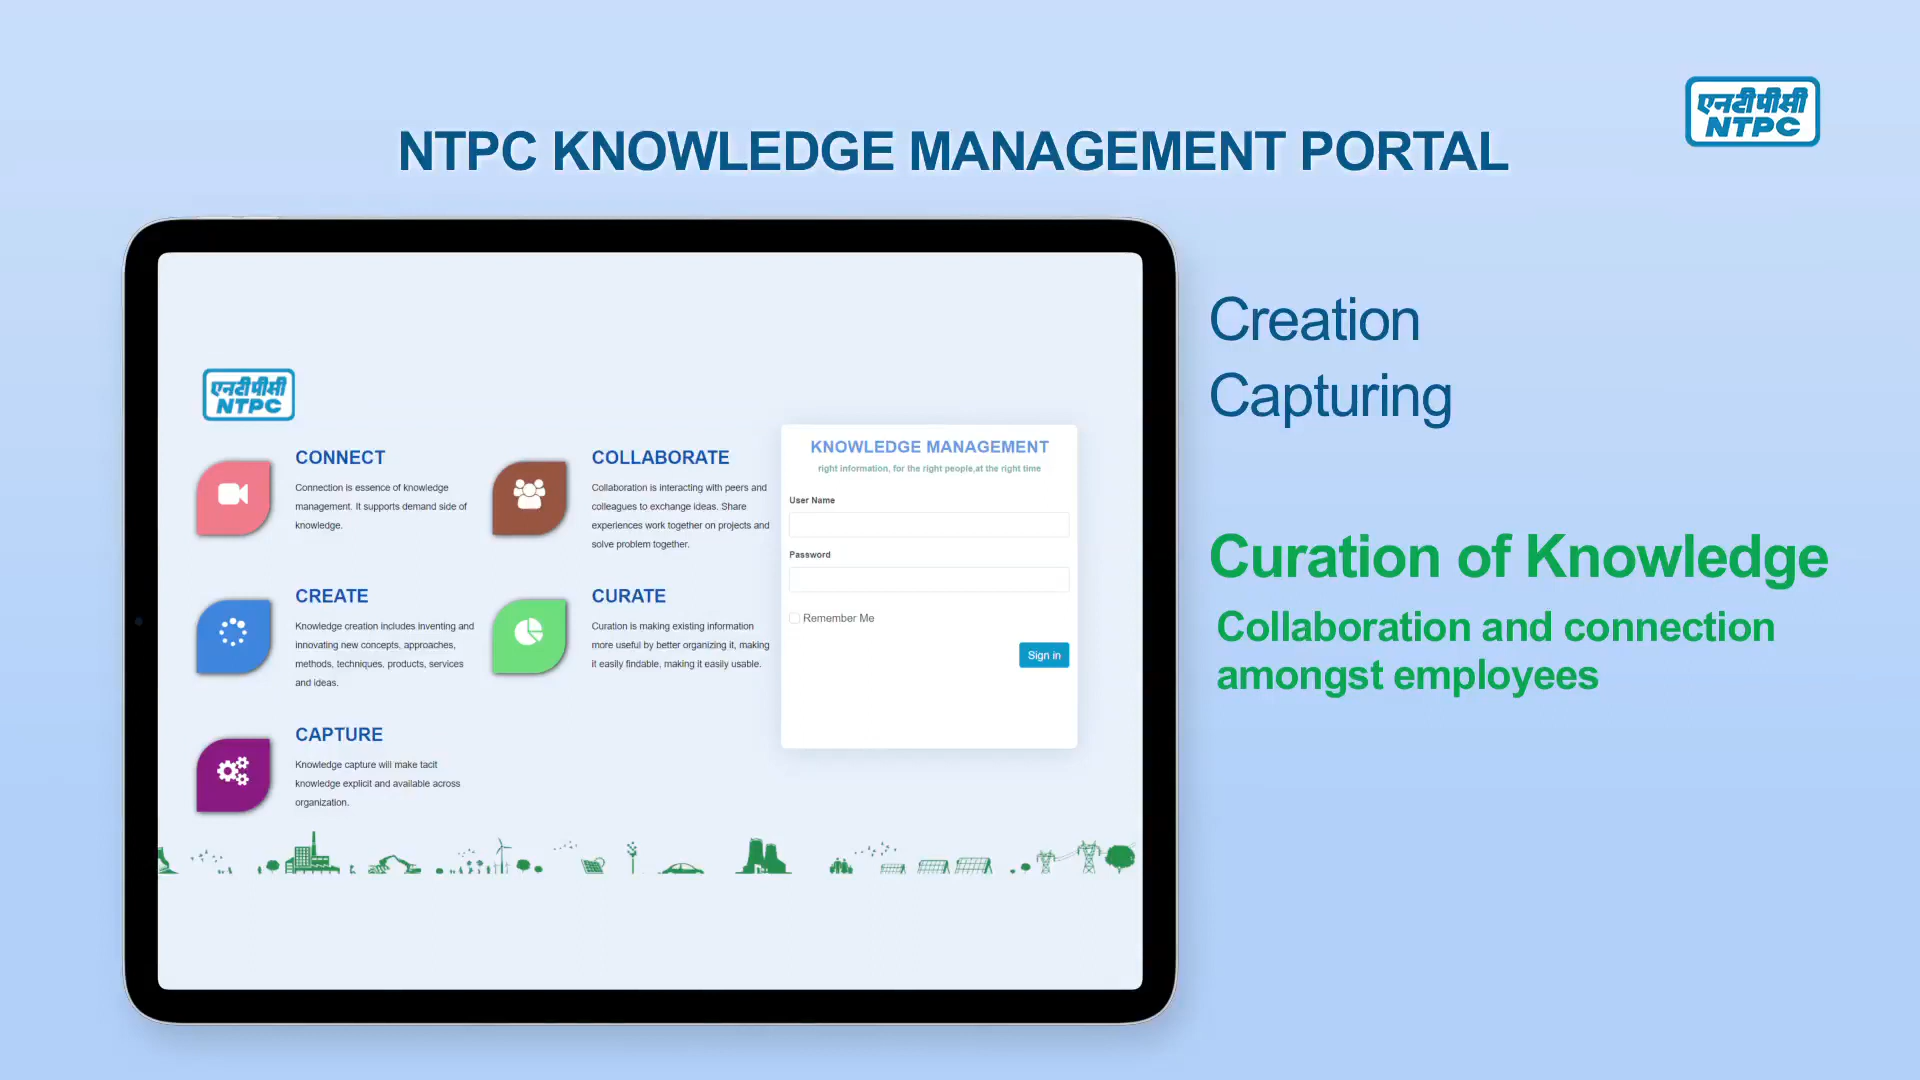 एनटीपीसी
NTPC
NTPC KNOWLEDGE MANAGEMENT PORTAL
एनटीपीसी
NTPC
CONNECT
Connection is essence of knowledge
management. It supports demand side of
knowledge.
COLLABORATE
Collaboration is interacting with peers and
colleagues to exchange ideas. Share
experiences work together on projects and
solve problem together.
CREATE
Knowledge creation includes inventing and
innovating new concepts, approaches,
methods, techniques, products, services
and ideas.
CURATE
Curation is making existing information
more useful by better organizing it, making
it easily findable, making it easily usable.
CAPTURE
Knowledge capture will make tacit
knowledge explicit and available across
organization.
KNOWLEDGE MANAGEMENT
right information, for the right people,at the right time
User Name
Password
Remember Me
Sign in
Creation
Capturing
Curation of Knowledge
Collaboration and connection
amongst employees